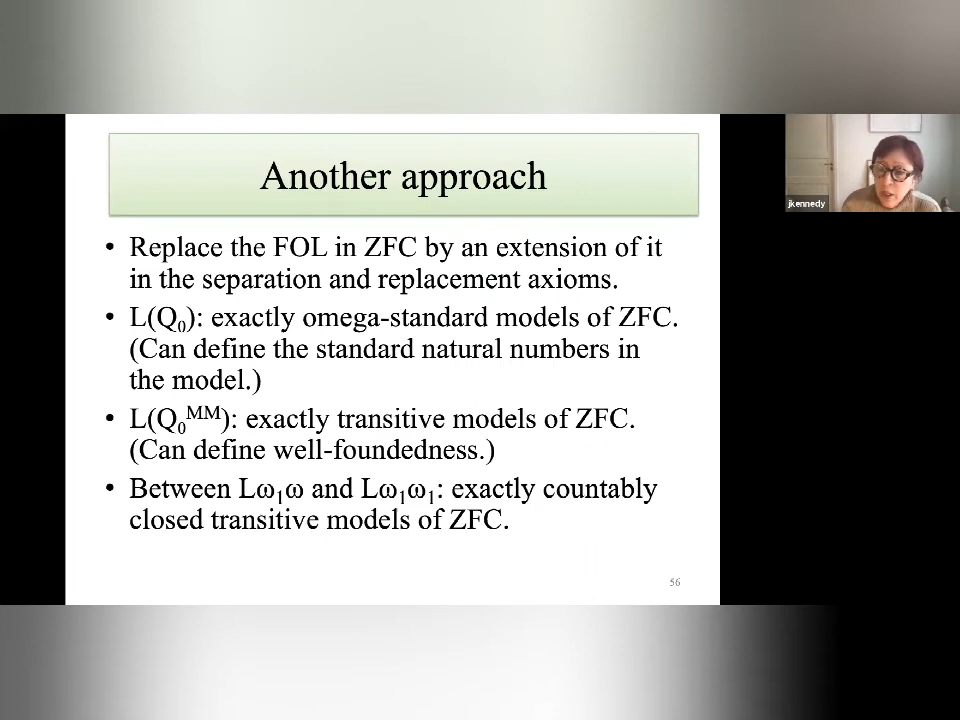 Another approach
• Replace the FOL in ZFC by an extension of it
in the separation and replacement axioms.
• L(Q₀): exactly omega-standard models of ZFC.
(Can define the standard natural numbers in
the model.)
• L(Q₀ᴹᴹ): exactly transitive models of ZFC.
(Can define well-foundedness.)
• Between Lω₁ω and Lω₁ω₁: exactly countably
closed transitive models of ZFC.
56
jkennedy